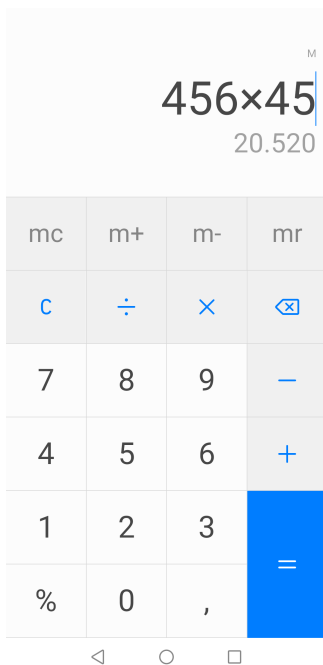 M
456×45
20.520
mc m+ m- mr
C ÷ ×
7 8 9 −
4 5 6 +
1 2 3
% 0 , =